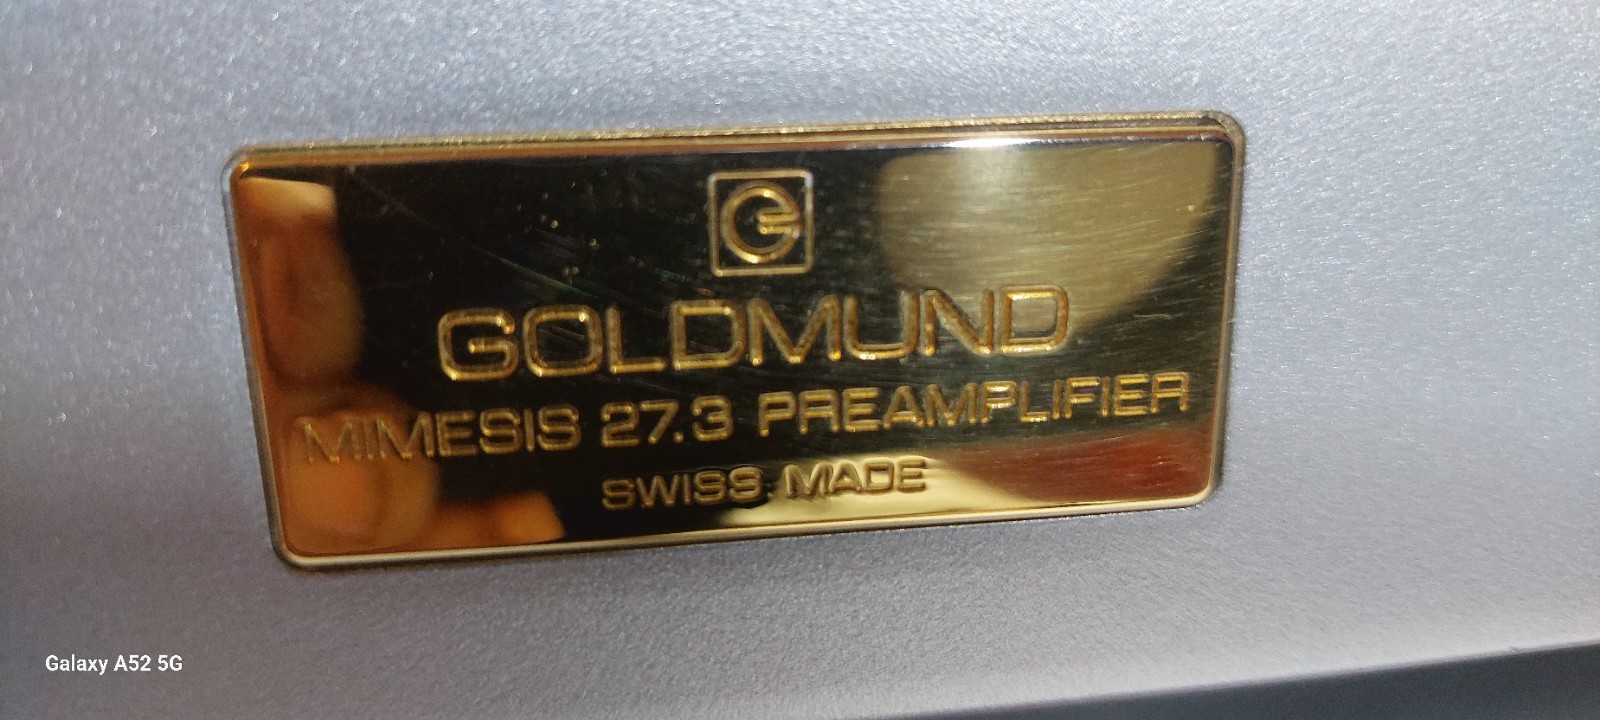 GOLDMUND
MIMESIS 27.3 PREAMPLIFIER
SWISS MADE
Galaxy A52 5G